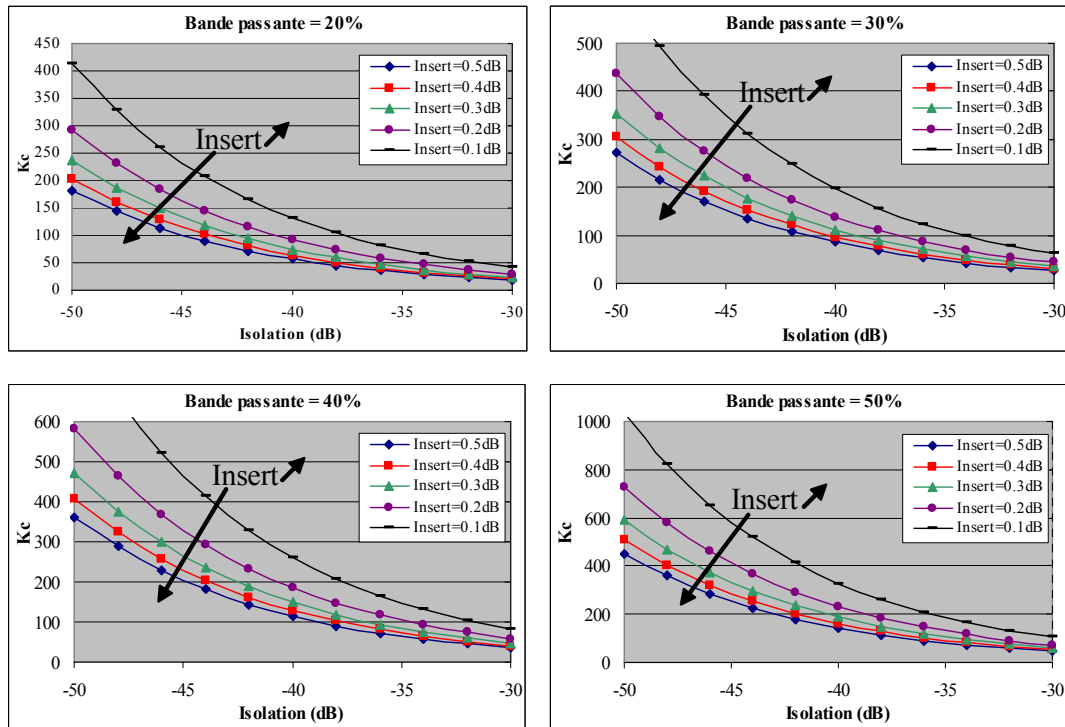 Bande passante = 20%
Kc
450
400
350
300
250
200
150
100
50
0
-50
-45
-40
-35
-30
Isolation (dB)
Insert
Insert=0.5dB
Insert=0.4dB
Insert=0.3dB
Insert=0.2dB
Insert=0.1dB
Bande passante = 30%
Kc
500
400
300
200
100
0
-50
-45
-40
-35
-30
Isolation (dB)
Insert
Insert=0.5dB
Insert=0.4dB
Insert=0.3dB
Insert=0.2dB
Insert=0.1dB
Bande passante = 40%
Kc
600
500
400
300
200
100
0
-50
-45
-40
-35
-30
Isolation (dB)
Insert
Insert=0.5dB
Insert=0.4dB
Insert=0.3dB
Insert=0.2dB
Insert=0.1dB
Bande passante = 50%
Kc
1000
800
600
400
200
0
-50
-45
-40
-35
-30
Isolation (dB)
Insert
Insert=0.5dB
Insert=0.4dB
Insert=0.3dB
Insert=0.2dB
Insert=0.1dB